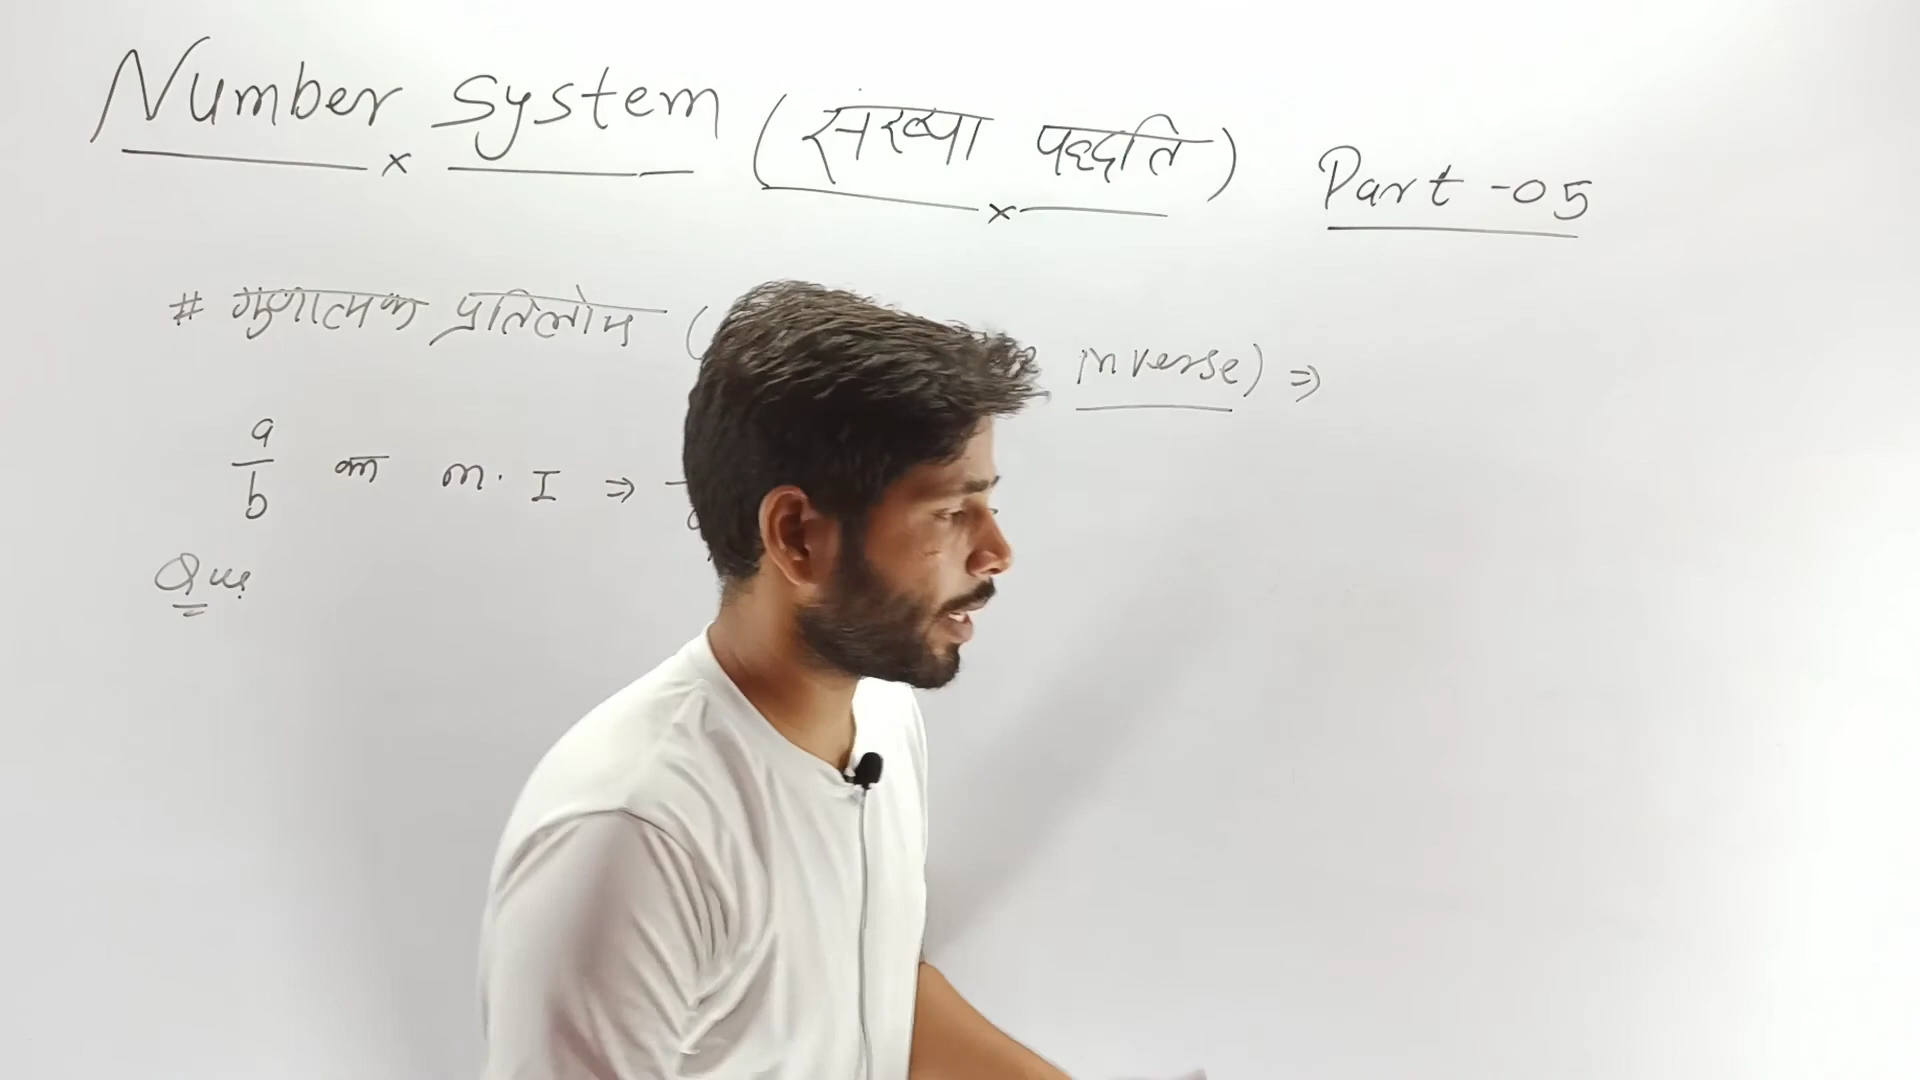 Number System (संख्या पद्धति) Part -05
# गुणात्मक प्रतिलोम ( inverse) ⇒
a/b का m. I ⇒
Que